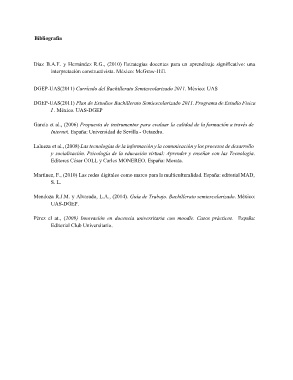 Bibliografía
Díaz B.A.F. y Hernández R.G., (2010) Estrategias docentes para un aprendizaje significativo: una
interpretación constructivista. México: McGraw-Hill.
DGEP-UAS(2011) Currículo del Bachillerato Semiescolarizado 2011. México: UAS
DGEP-UAS(2011) Plan de Estudios Bachillerato Semiescolarizado 2011. Programa de Estudio Física
I. México: UAS-DGEP
García et al., (2006) Propuesta de instrumentos para evaluar la calidad de la formación a través de
Internet. España: Universidad de Sevilla - Octaedro.
Lalueza et al., (2008) Las tecnologías de la información y la comunicación y los procesos de desarrollo
y socialización. Psicología de la educación virtual: Aprender y enseñar con las Tecnología.
Editores César COLL y Carles MONEREO. España: Morata.
Martínez, F., (2010) Las redes digitales como marco para la multiculturalidad. España: editorial MAD,
S. L.
Mendoza R.J.M. y Alvarado, L.A., (2014). Guía de Trabajo. Bachillerato semiescolarizado. México:
UAS-DGEP.
Pérez et at., (2009) Innovación en docencia universitaria con moodle. Casos prácticos. España:
Editorial Club Universitario.